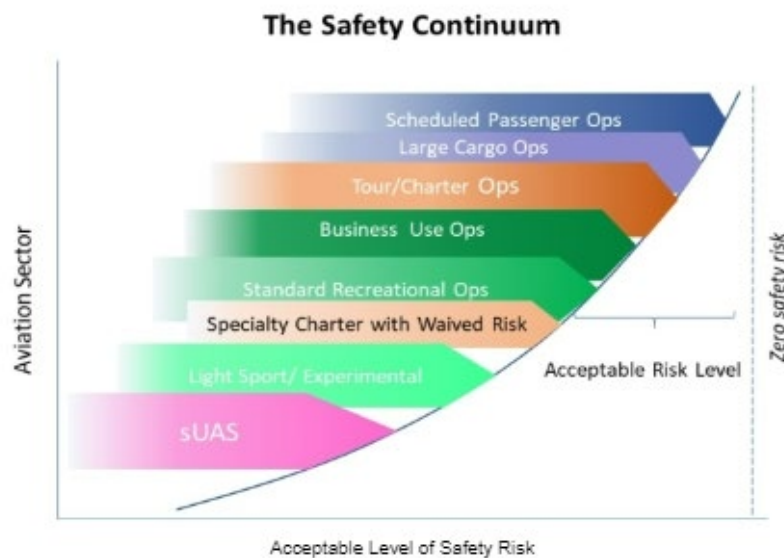 The Safety Continuum
Scheduled Passenger Ops
Large Cargo Ops
Tour/Charter Ops
Business Use Ops
Standard Recreational Ops
Specialty Charter with Waived Risk
Light Sport/ Experimental
sUAS
Aviation Sector
Acceptable Risk Level
Zero safety risk
Acceptable Level of Safety Risk